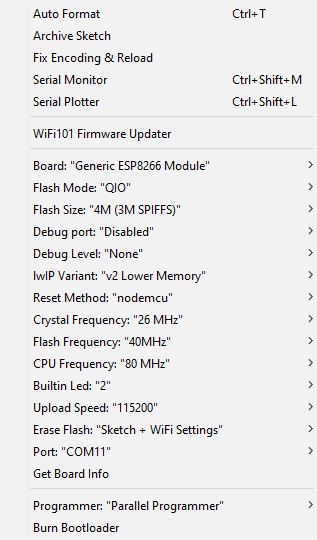 Auto Format Ctrl+T
Archive Sketch
Fix Encoding & Reload
Serial Monitor Ctrl+Shift+M
Serial Plotter Ctrl+Shift+L
WiFi101 Firmware Updater
Board: "Generic ESP8266 Module"
Flash Mode: "QIO"
Flash Size: "4M (3M SPIFFS)"
Debug port: "Disabled"
Debug Level: "None"
lwIP Variant: "v2 Lower Memory"
Reset Method: "nodemcu"
Crystal Frequency: "26 MHz"
Flash Frequency: "40MHz"
CPU Frequency: "80 MHz"
Builtin Led: "2"
Upload Speed: "115200"
Erase Flash: "Sketch + WiFi Settings"
Port: "COM11"
Get Board Info
Programmer: "Parallel Programmer"
Burn Bootloader